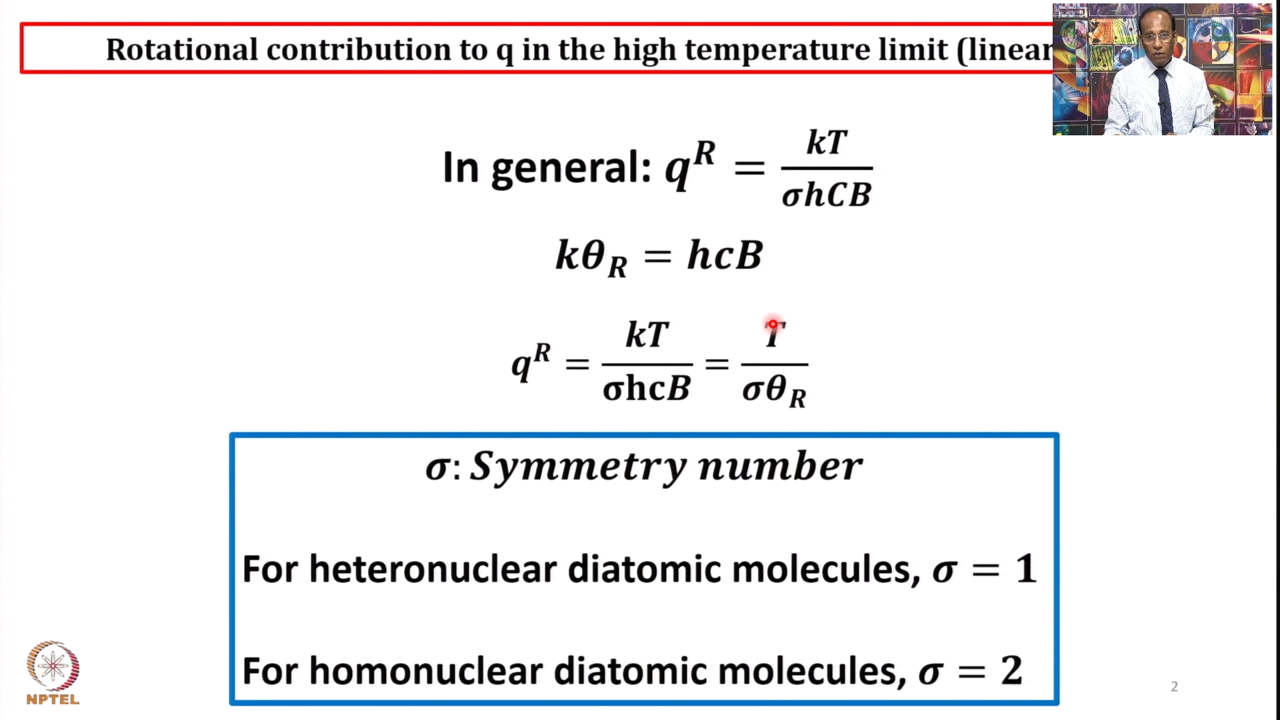 Rotational contribution to q in the high temperature limit (linear
In general: q^R = kT / σhCB
kθ_R = hcB
q^R = kT / σhcB = T / σθ_R
σ: Symmetry number
For heteronuclear diatomic molecules, σ = 1
For homonuclear diatomic molecules, σ = 2
NPTEL
2